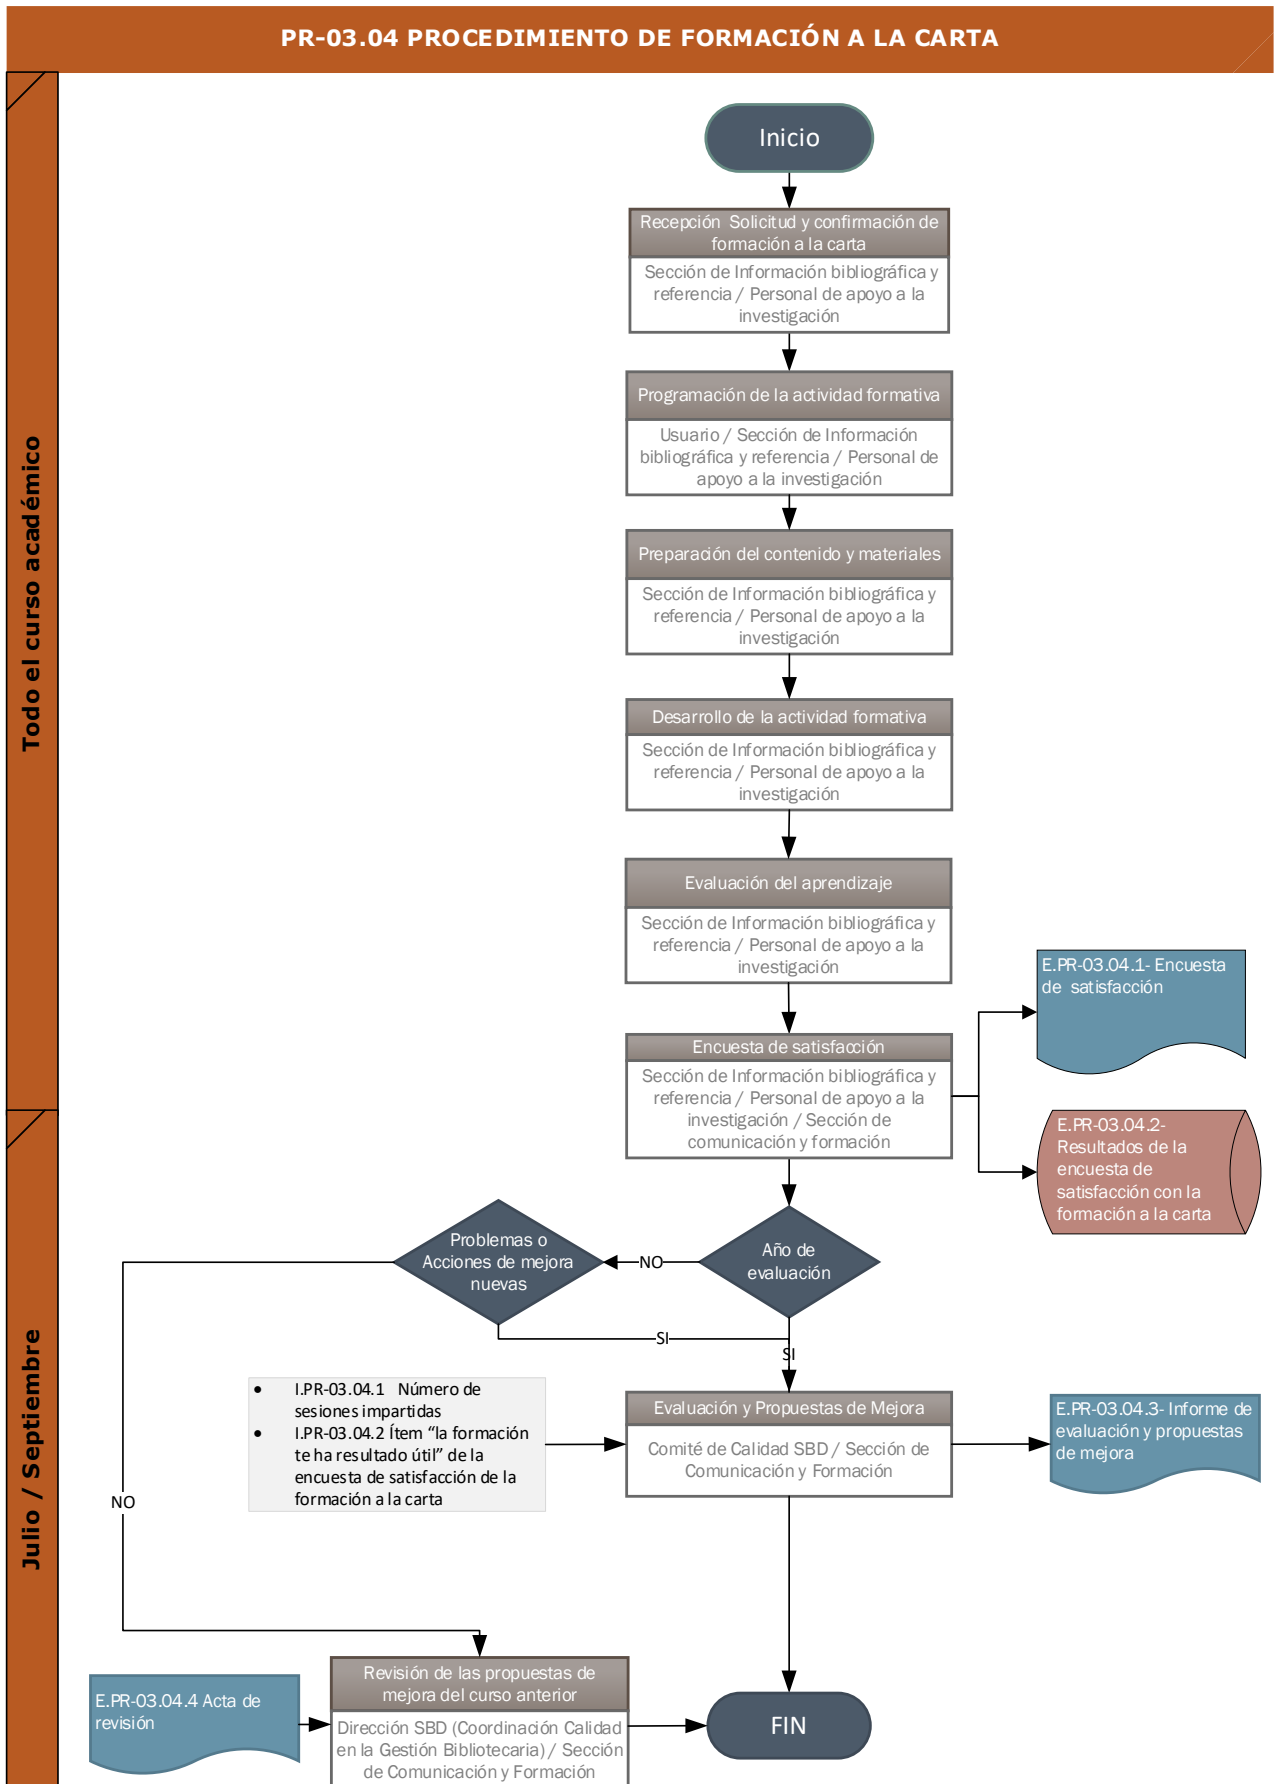 PR-03.04 PROCEDIMIENTO DE FORMACIÓN A LA CARTA
Todo el curso académico
Inicio
Recepción Solicitud y confirmación de
formación a la carta
Sección de Información bibliográfica y
referencia / Personal de apoyo a la
investigación
Programación de la actividad formativa
Usuario / Sección de Información
bibliográfica y referencia / Personal de
apoyo a la investigación
Preparación del contenido y materiales
Sección de Información bibliográfica y
referencia / Personal de apoyo a la
investigación
Desarrollo de la actividad formativa
Sección de Información bibliográfica y
referencia / Personal de apoyo a la
investigación
Evaluación del aprendizaje
Sección de Información bibliográfica y
referencia / Personal de apoyo a la
investigación
Encuesta de satisfacción
Sección de Información bibliográfica y
referencia / Personal de apoyo a la
investigación / Sección de
comunicación y formación
E.PR-03.04.1- Encuesta
de satisfacción
E.PR-03.04.2-
Resultados de la
encuesta de
satisfacción con la
formación a la carta
Julio / Septiembre
Año de
evaluación
NO
Problemas o
Acciones de mejora
nuevas
SI
SI
NO
• I.PR-03.04.1 Número de
sesiones impartidas
• I.PR-03.04.2 Ítem “la formación
te ha resultado útil” de la
encuesta de satisfacción de la
formación a la carta
Evaluación y Propuestas de Mejora
Comité de Calidad SBD / Sección de
Comunicación y Formación
E.PR-03.04.3- Informe de
evaluación y propuestas
de mejora
E.PR-03.04.4 Acta de
revisión
Revisión de las propuestas de
mejora del curso anterior
Dirección SBD (Coordinación Calidad
en la Gestión Bibliotecaria) / Sección
de Comunicación y Formación
FIN